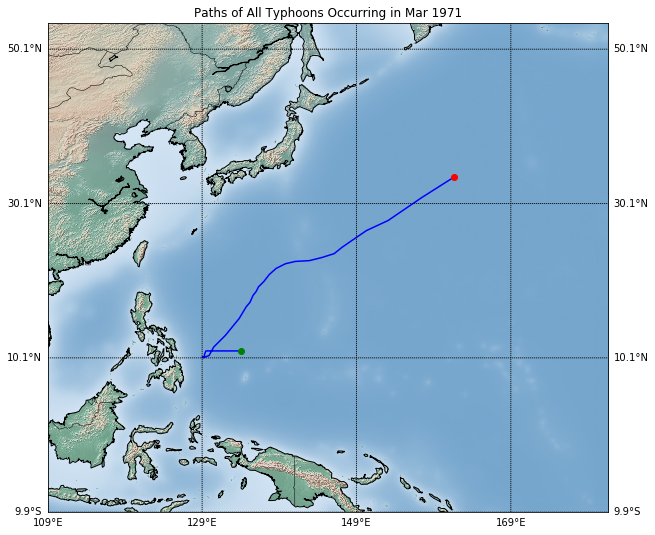 Paths of All Typhoons Occurring in Mar 1971
50.1°N 50.1°N
30.1°N 30.1°N
10.1°N 10.1°N
9.9°S 9.9°S
109°E 129°E 149°E 169°E